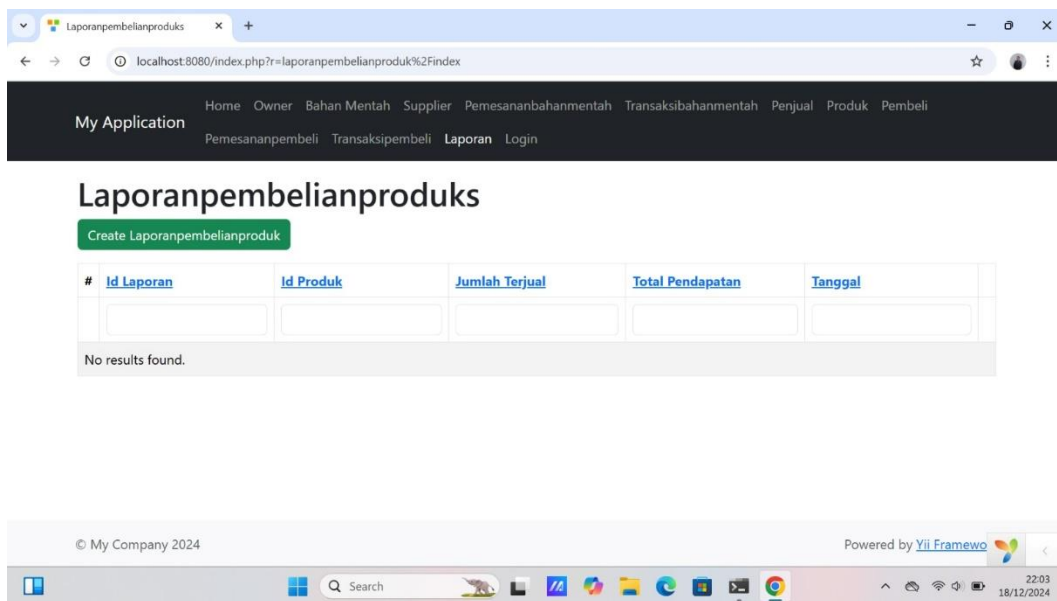 Laporanpembelianproduks
localhost:8080/index.php?r=laporanpembelianproduk%2Findex
My Application
Home Owner Bahan Mentah Supplier Pemesananbahanmentah Transaksibahanmentah Penjual Produk Pembeli
Pemesananpembeli Transaksipembeli Laporan Login
Laporanpembelianproduks
Create Laporanpembelianproduk
# Id Laporan Id Produk Jumlah Terjual Total Pendapatan Tanggal
No results found.
© My Company 2024 Powered by Yii Framewo
Search
22:03
18/12/2024